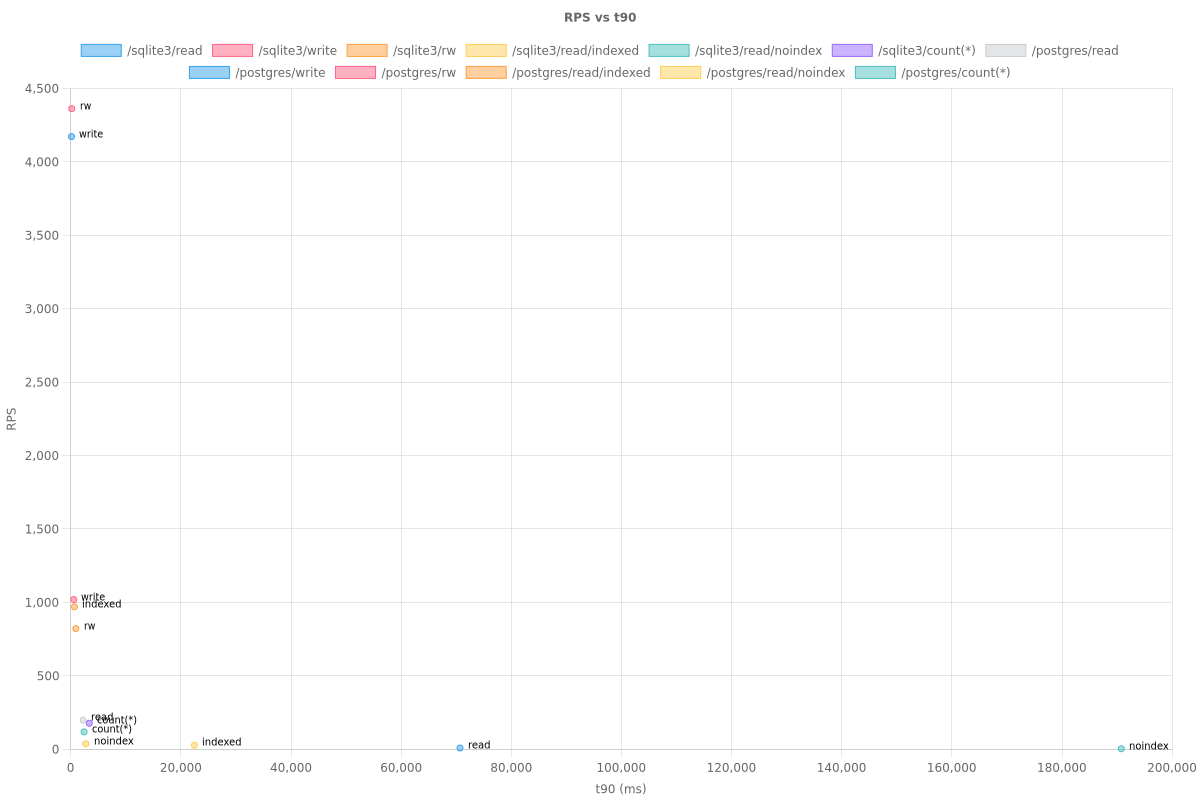 RPS vs t90
/sqlite3/read /sqlite3/write /sqlite3/rw /sqlite3/read/indexed /sqlite3/read/noindex /sqlite3/count(*) /postgres/read
/postgres/write /postgres/rw /postgres/read/indexed /postgres/read/noindex /postgres/count(*)
4,500
rw
write
4,000
3,500
3,000
2,500
2,000
RPS
1,500
1,000
write
indexed
rw
500
read
count(*)
count(*)
noindex
indexed
read
noindex
0
0 20,000 40,000 60,000 80,000 100,000 120,000 140,000 160,000 180,000 200,000
t90 (ms)